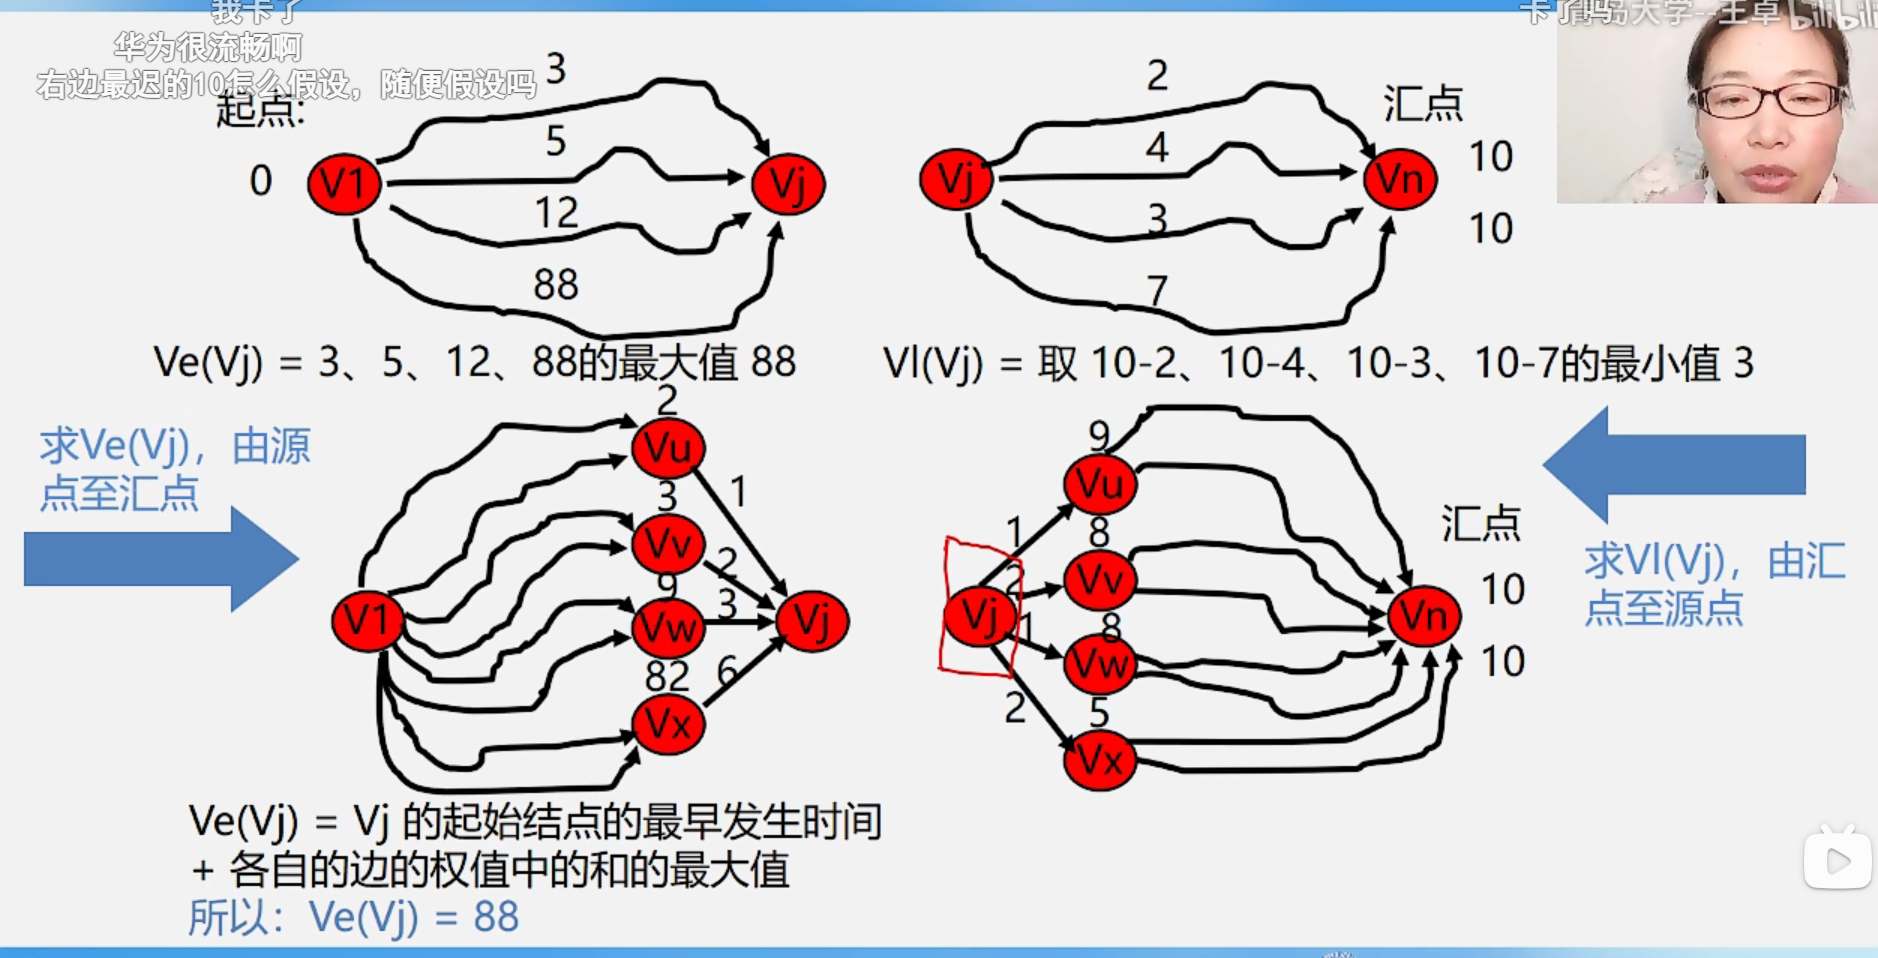 我卡了
卡了吗
青岛大学--王卓
bilibili
华为很流畅啊
右边最迟的10怎么假设，随便假设吗
起点:
0
V1
3
5
12
88
Vj
Vj
2
4
3
7
Vn
汇点
10
10
Ve(Vj) = 3、5、12、88的最大值 88
Vl(Vj) = 取 10-2、10-4、10-3、10-7的最小值 3
求Ve(Vj)，由源
点至汇点
V1
2
Vu
3
Vv
9
Vw
82
Vx
1
2
3
6
Vj
Vj
1
2
1
2
9
Vu
8
Vv
8
Vw
5
Vx
Vn
汇点
10
10
求Vl(Vj)，由汇
点至源点
Ve(Vj) = Vj 的起始结点的最早发生时间
+ 各自的边的权值中的和的最大值
所以：Ve(Vj) = 88